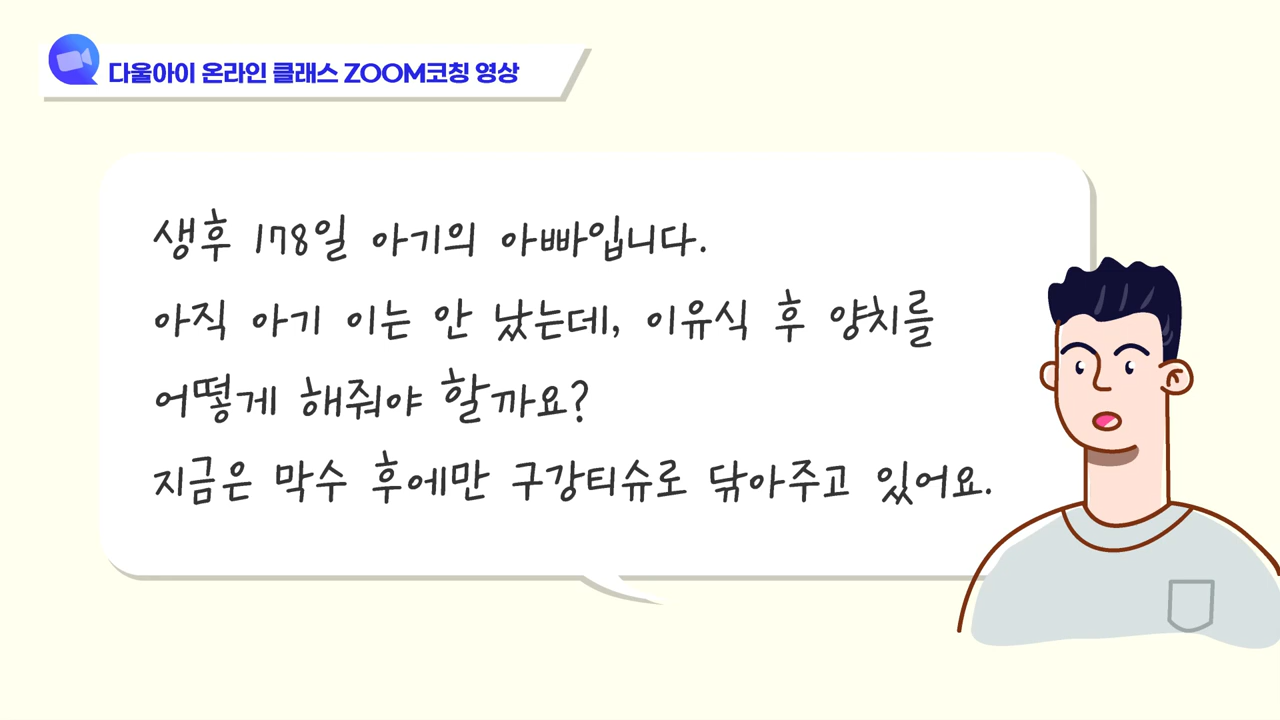 다울아이 온라인 클래스 ZOOM코칭 영상
생후 178일 아기의 아빠입니다.
아직 아기 이는 안 났는데, 이유식 후 양치를
어떻게 해줘야 할까요?
지금은 막수 후에만 구강티슈로 닦아주고 있어요.